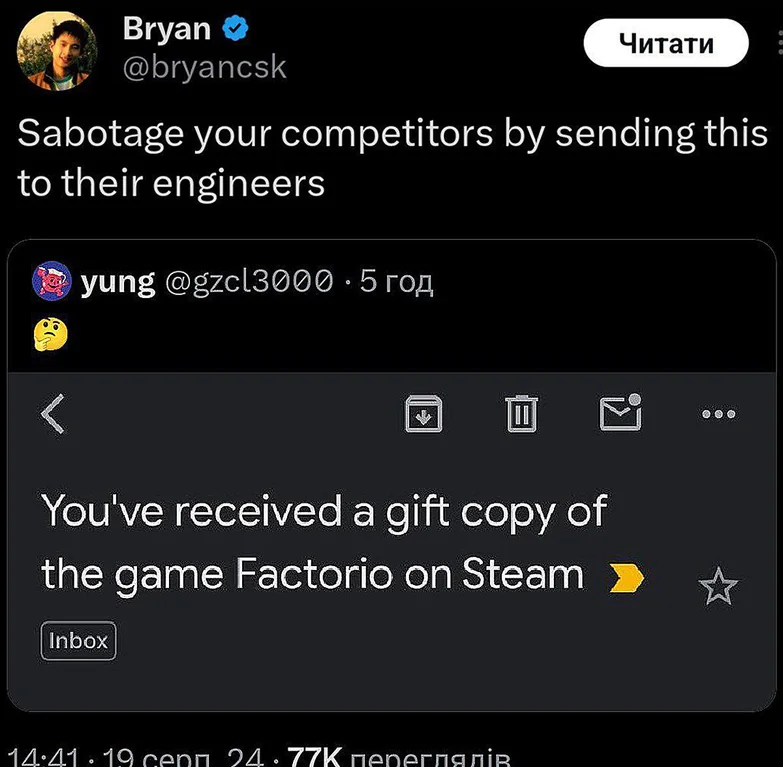 Bryan
@bryancsk
Читати
Sabotage your competitors by sending this
to their engineers
yung @gzcl3000 · 5 год
You've received a gift copy of
the game Factorio on Steam
Inbox
14:41 · 19 серп. 24 · 77K переглядів